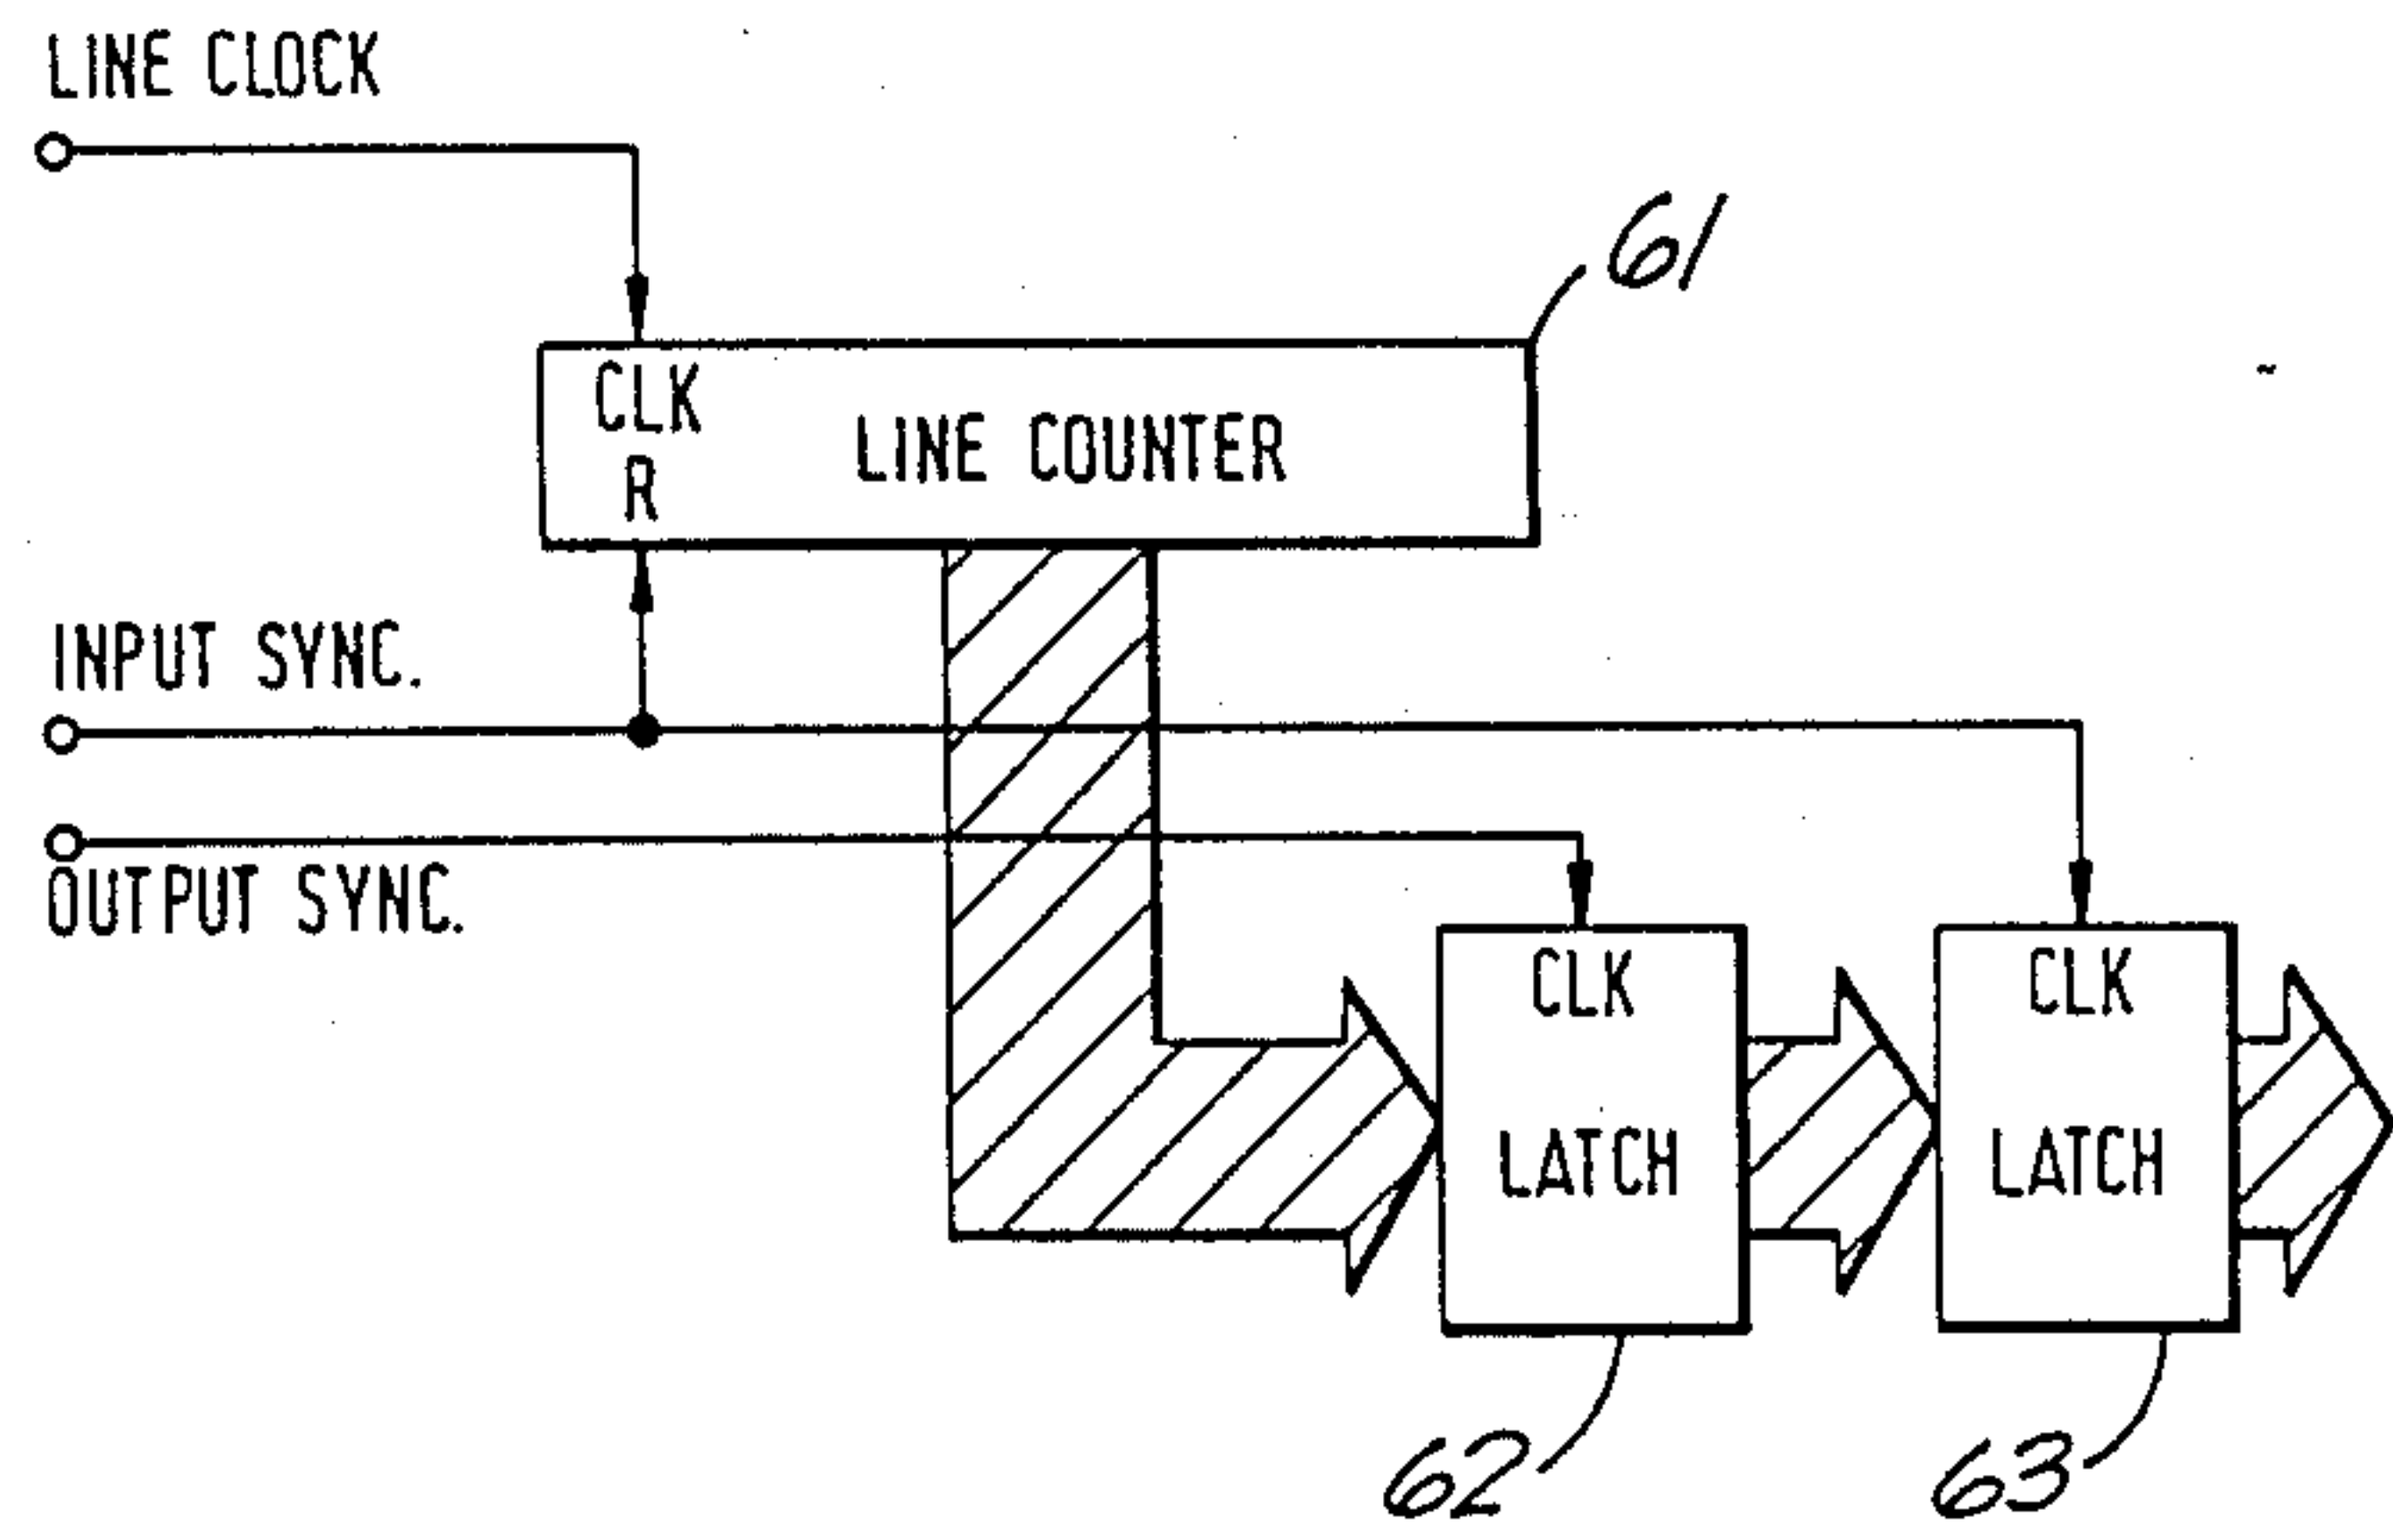 LINE CLOCK
61
CLK
R
LINE COUNTER
INPUT SYNC.
OUTPUT SYNC.
CLK
LATCH
CLK
LATCH
62
63